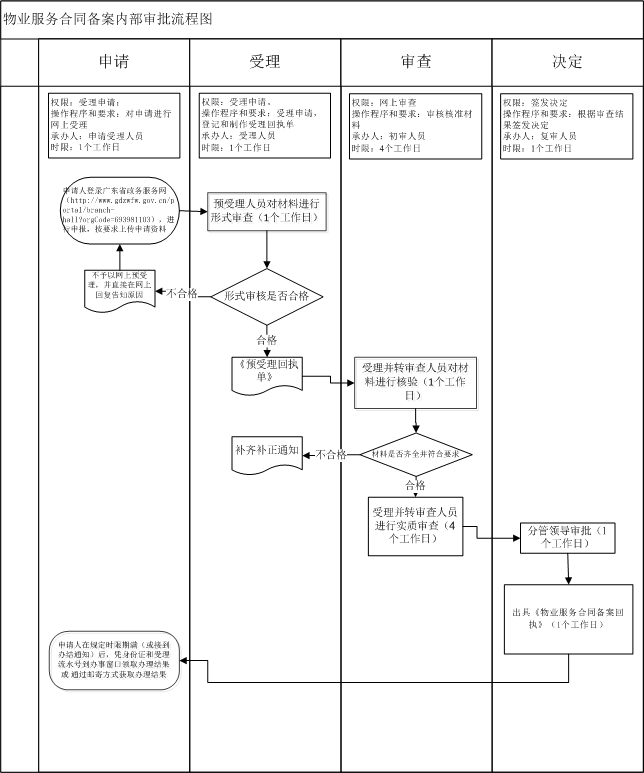 物业服务合同备案内部审批流程图
申请
受理
审查
决定
权限：受理申请；
操作程序和要求：对申请进行
网上受理
承办人：申请受理人员
时限：1个工作日
权限：受理申请、
操作程序和要求：受理申请，
登记和制作受理回执单
承办人：受理人员
时限：1个工作日
权限：网上审查
操作程序和要求：审核核准材
料
承办人：初审人员
时限：4个工作日
权限：签发决定
操作程序和要求：根据审查结
果签发决定
承办人：复审人员
时限：1个工作日
申请人登录广东省政务服务网
（http://www.gdzwfw.gov.cn/p
ortal/branch-
hall?orgCode=693981103），进
行申报，按要求上传申请资料
预受理人员对材料进行
形式审查（1个工作日）
不予以网上预受
理，并直接在网上
回复告知原因
不合格
形式审核是否合格
合格
《预受理回执
单》
受理并转审查人员对材
料进行核验（1个工作
日）
补齐补正通知
不合格
材料是否齐全并符合要求
合格
受理并转审查人员
进行实质审查（4
个工作日）
分管领导审批（1
个工作日）
出具《物业服务合同备案回
执》（1个工作日）
申请人在规定时限期满（或接到
办结通知）后，凭身份证和受理
流水号到办事窗口领取办理结果
或 通过邮寄方式获取办理结果